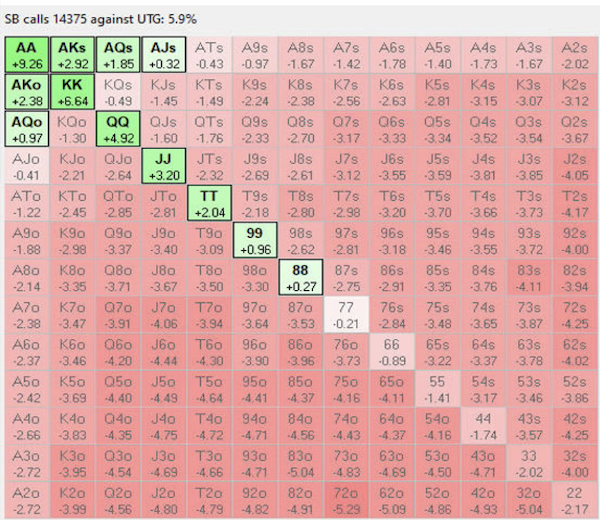 SB calls 14375 against UTG: 5.9%
AA AKs AQs AJs ATs A9s A8s A7s A6s A5s A4s A3s A2s
+9.26 +2.92 +1.85 +0.32 -0.43 -0.97 -1.67 -1.42 -1.78 -1.40 -1.73 -1.67 -2.02
AKo KK KQs KJs KTs K9s K8s K7s K6s K5s K4s K3s K2s
+2.38 +6.64 -0.49 -1.45 -1.49 -2.24 -2.38 -2.56 -2.63 -2.81 -3.15 -3.07 -3.12
AQo KQo QQ QJs QTs Q9s Q8s Q7s Q6s Q5s Q4s Q3s Q2s
+0.97 -1.30 +4.92 -1.60 -1.76 -2.33 -2.70 -3.17 -3.33 -3.34 -3.52 -3.54 -3.67
AJo KJo QJo JJ JTs J9s J8s J7s J6s J5s J4s J3s J2s
-0.41 -2.21 -2.64 +3.20 -2.32 -2.69 -2.61 -3.12 -3.55 -3.59 -3.81 -3.85 -4.05
ATo KTo QTo JTo TT T9s T8s T7s T6s T5s T4s T3s T2s
-1.22 -2.45 -2.85 -2.81 +2.04 -2.18 -2.80 -2.98 -3.20 -3.70 -3.66 -3.73 -4.17
A9o K9o Q9o J9o T9o 99 98s 97s 96s 95s 94s 93s 92s
-1.88 -2.98 -3.37 -3.40 -3.09 +0.96 -2.62 -2.81 -3.18 -3.46 -3.55 -3.72 -4.00
A8o K8o Q8o J8o T8o 98o 88 87s 86s 85s 84s 83s 82s
-2.14 -3.35 -3.71 -3.67 -3.50 -3.30 +0.27 -2.75 -2.91 -3.35 -3.76 -4.11 -3.94
A7o K7o Q7o J7o T7o 97o 87o 77 76s 75s 74s 73s 72s
-2.38 -3.47 -3.91 -4.06 -3.94 -3.64 -3.53 -0.21 -2.84 -3.48 -3.65 -3.87 -4.25
A6o K6o Q6o J6o T6o 96o 86o 76o 66 65s 64s 63s 62s
-2.37 -3.46 -4.20 -4.44 -4.30 -3.90 -3.96 -3.73 -0.89 -3.22 -3.37 -3.78 -4.02
A5o K5o Q5o J5o T5o 95o 85o 75o 65o 55 54s 53s 52s
-2.42 -3.69 -4.40 -4.49 -4.64 -4.41 -4.37 -4.16 -4.11 -1.41 -3.17 -3.46 -3.86
A4o K4o Q4o J4o T4o 94o 84o 74o 64o 54o 44 43s 42s
-2.66 -3.83 -4.35 -4.75 -4.72 -4.71 -4.56 -4.43 -4.37 -4.16 -1.74 -3.57 -4.25
A3o K3o Q3o J3o T3o 93o 83o 73o 63o 53o 43o 33 32s
-2.72 -3.95 -4.54 -4.69 -4.66 -4.71 -5.04 -4.83 -4.69 -4.50 -4.71 -2.02 -4.00
A2o K2o Q2o J2o T2o 92o 82o 72o 62o 52o 42o 32o 22
-2.72 -3.99 -4.56 -4.80 -4.79 -4.82 -4.91 -5.29 -5.09 -4.86 -4.93 -5.04 -2.17